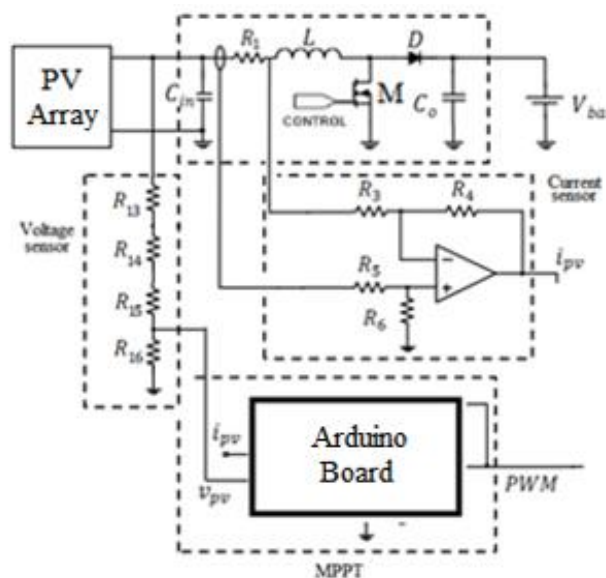 R1 L D
PV
Array
Cin
M
CONTROL
Co
Vba
R13
R3
R4
Current
sensor
Voltage
sensor
R14
ipv
−
R5
+
R15
R6
R16
ipv
Arduino
Board
vpv
PWM
-
MPPT